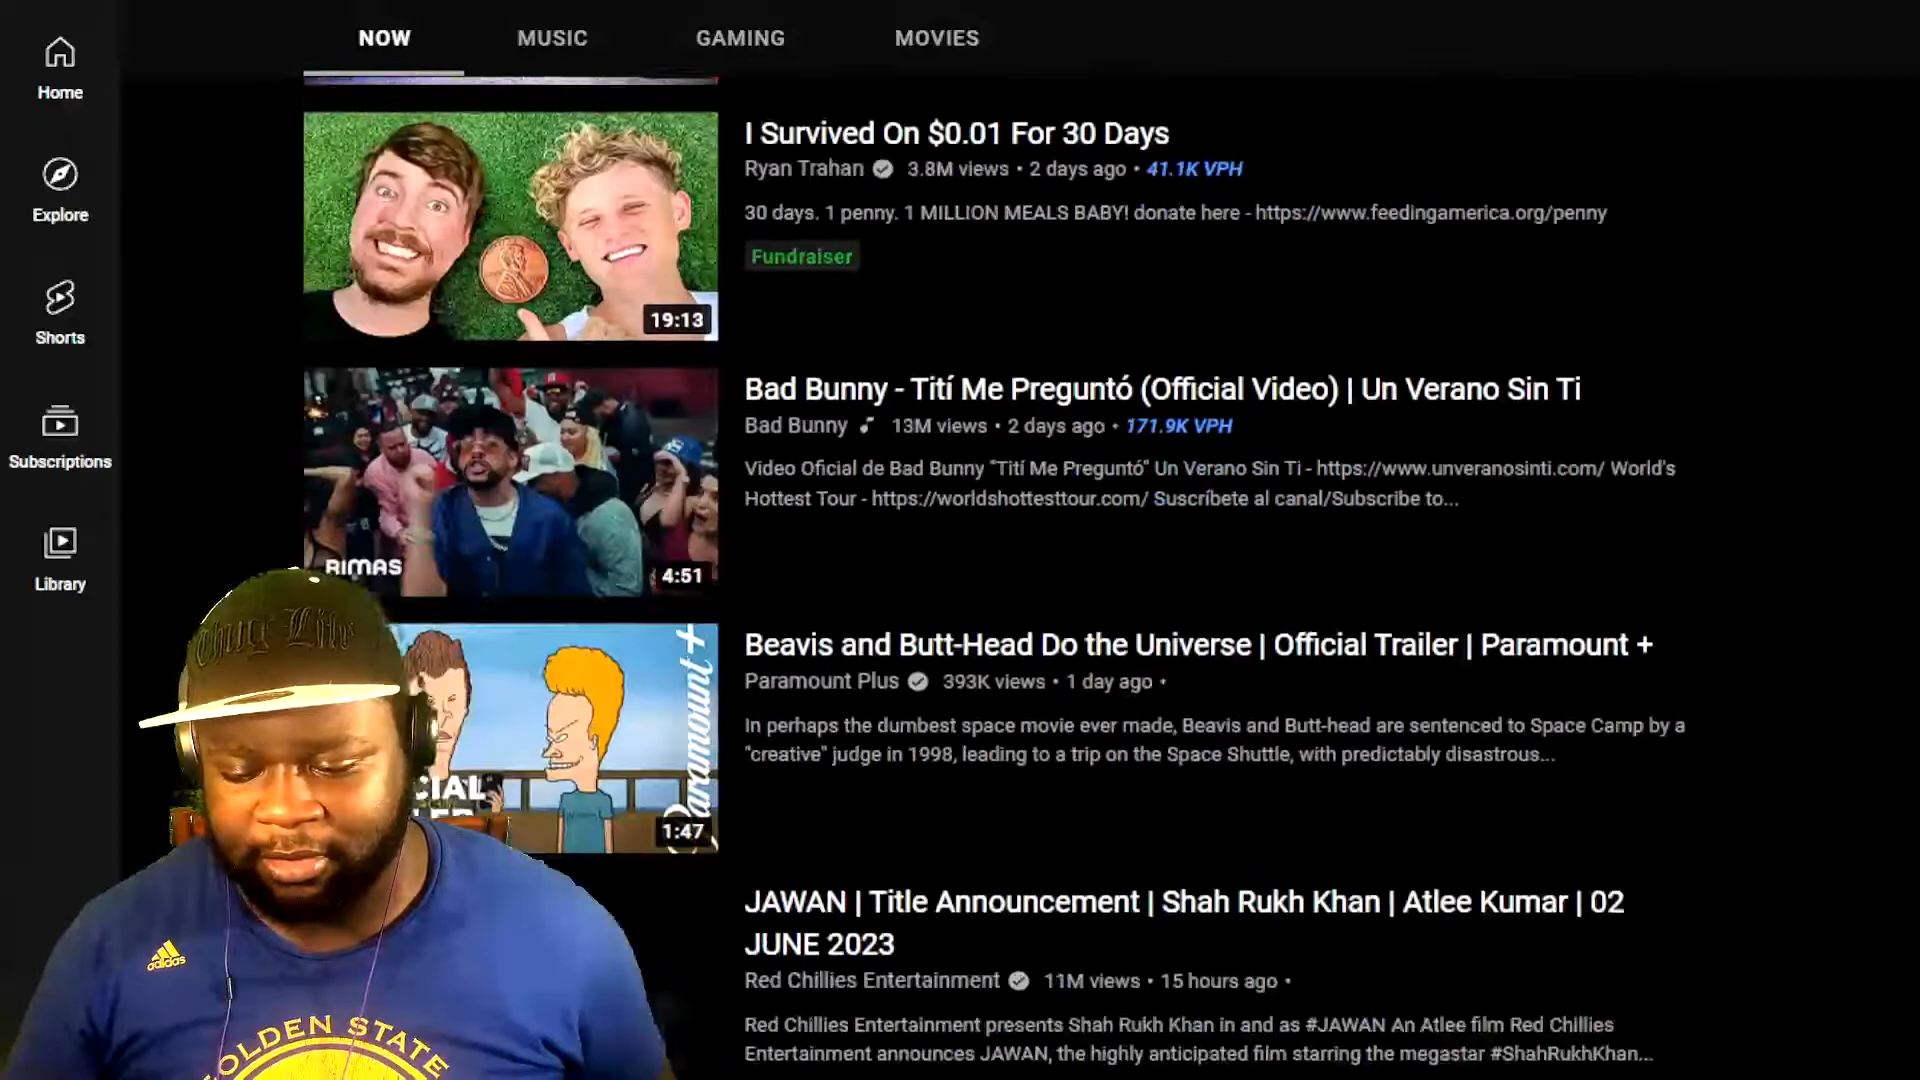 NOW
MUSIC
GAMING
MOVIES
Home
Explore
Shorts
Subscriptions
Library
I Survived On $0.01 For 30 Days
Ryan Trahan 3.8M views • 2 days ago • 41.1K VPH
30 days. 1 penny. 1 MILLION MEALS BABY! donate here - https://www.feedingamerica.org/penny
Fundraiser
19:13
Bad Bunny - Tití Me Preguntó (Official Video) | Un Verano Sin Ti
Bad Bunny 13M views • 2 days ago • 171.9K VPH
Video Oficial de Bad Bunny "Tití Me Preguntó" Un Verano Sin Ti - https://www.unveranosinti.com/ World's
Hottest Tour - https://worldshottesttour.com/ Suscríbete al canal/Subscribe to...
RIMAS
4:51
Beavis and Butt-Head Do the Universe | Official Trailer | Paramount +
Paramount Plus 393K views • 1 day ago •
In perhaps the dumbest space movie ever made, Beavis and Butt-head are sentenced to Space Camp by a
"creative" judge in 1998, leading to a trip on the Space Shuttle, with predictably disastrous...
Paramount+
CIAL
1:47
JAWAN | Title Announcement | Shah Rukh Khan | Atlee Kumar | 02
JUNE 2023
Red Chillies Entertainment 11M views • 15 hours ago •
Red Chillies Entertainment presents Shah Rukh Khan in and as #JAWAN An Atlee film Red Chillies
Entertainment announces JAWAN, the highly anticipated film starring the megastar #ShahRukhKhan...
Thug Life
adidas
GOLDEN STATE